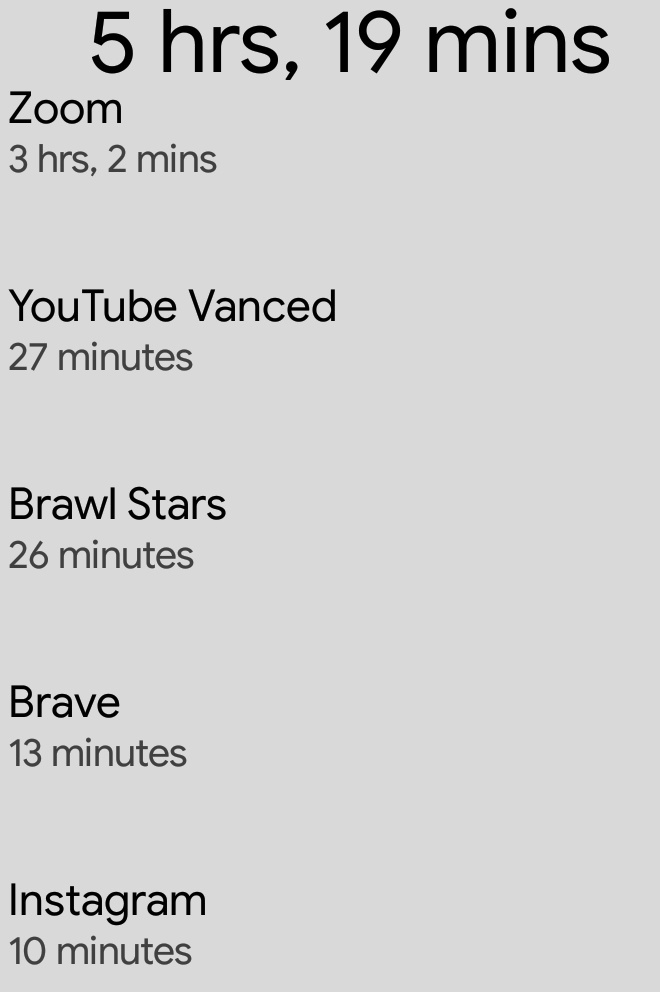 5 hrs, 19 mins
Zoom
3 hrs, 2 mins
YouTube Vanced
27 minutes
Brawl Stars
26 minutes
Brave
13 minutes
Instagram
10 minutes